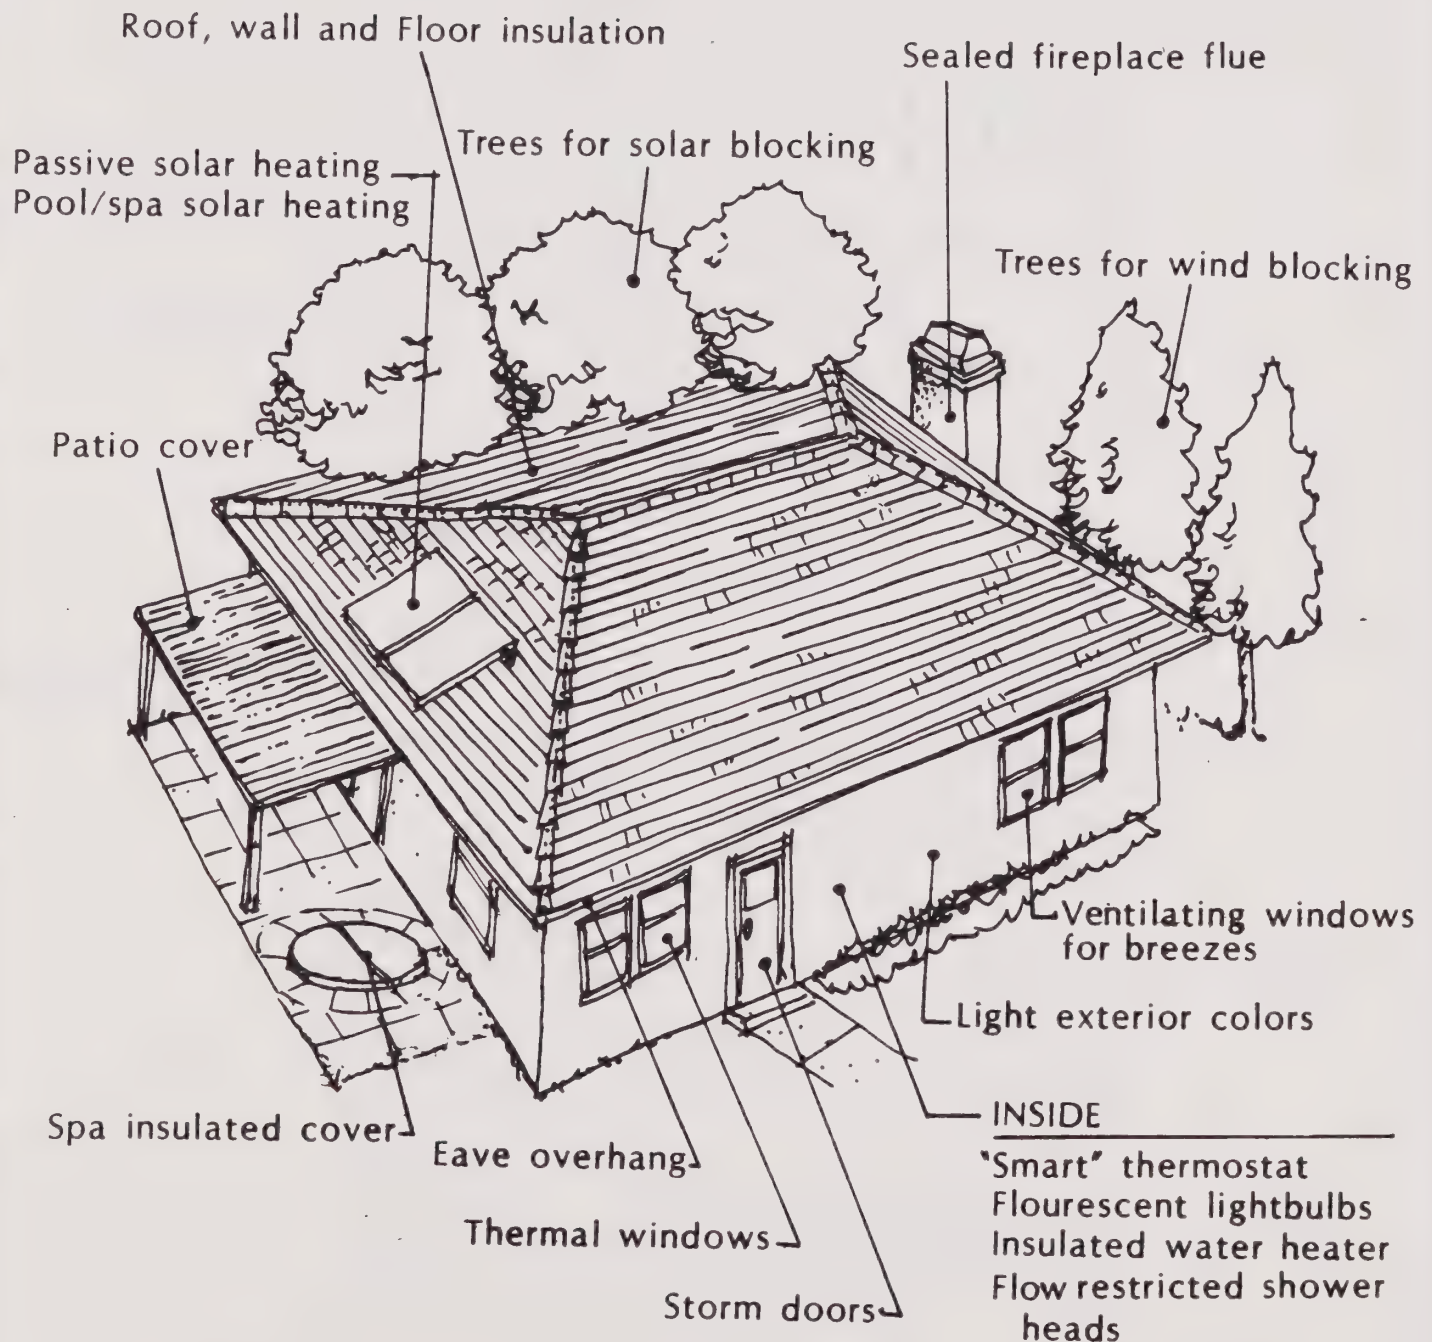 Roof, wall and Floor insulation
Sealed fireplace flue
Trees for solar blocking
Passive solar heating
Pool/spa solar heating
Trees for wind blocking
Patio cover
Ventilating windows
for breezes
Light exterior colors
Spa insulated cover
Eave overhang
Thermal windows
Storm doors
INSIDE
"Smart" thermostat
Flourescent lightbulbs
Insulated water heater
Flow restricted shower
heads